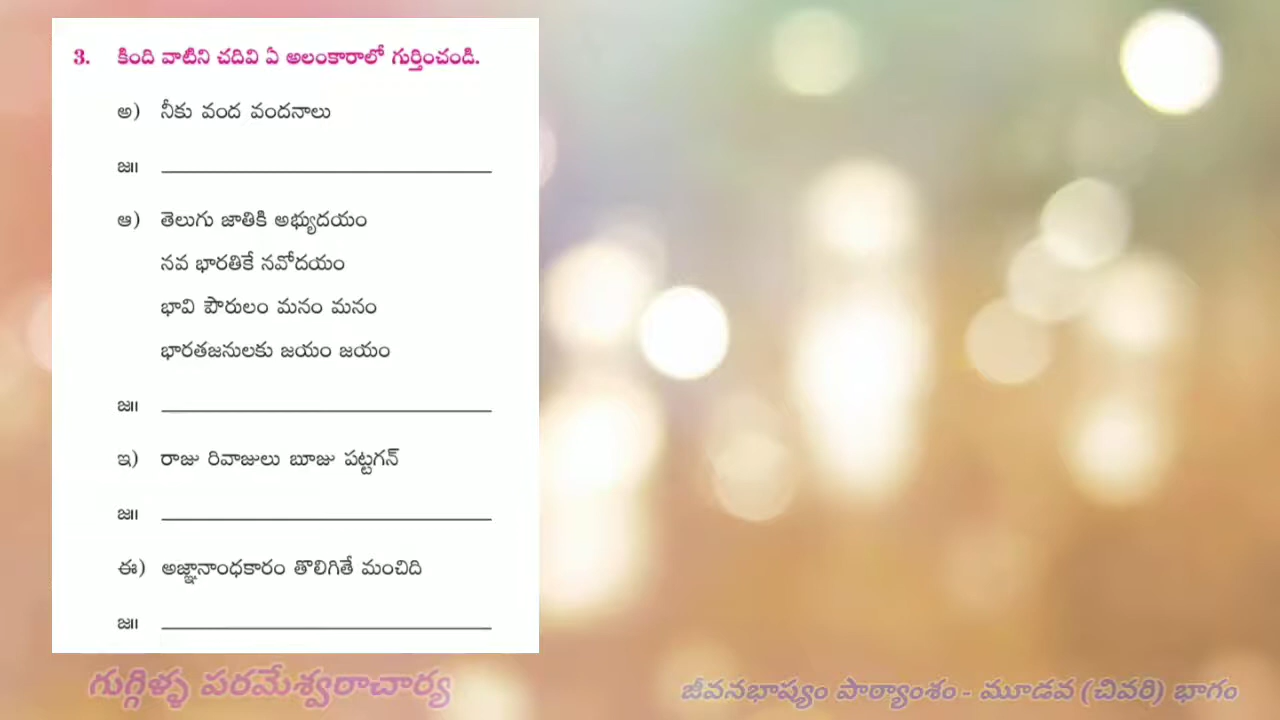 3. కింది వాటిని చదివి ఏ అలంకారాలో గుర్తించండి.
అ) నీకు వంద వందనాలు
జ॥
ఆ) తెలుగు జాతికి అభ్యుదయం
నవ భారతికే నవోదయం
భావి పౌరులం మనం మనం
భారతజనులకు జయం జయం
జ॥
ఇ) రాజు రివాజులు బూజు పట్టగన్
జ॥
ఈ) అజ్ఞానాంధకారం తొలిగితే మంచిది
జ॥
గుగ్గిళ్ళ పరమేశ్వరాచార్య
జీవనభాష్యం పాఠ్యాంశం - మూడవ (చివరి) భాగం